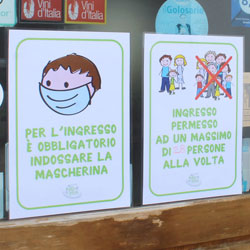 Vini
d'Italia
Vini
d'Italia
Golosario
PER L'INGRESSO
È OBBLIGATORIO
INDOSSARE LA
MASCHERINA
INGRESSO
PERMESSO
AD UN MASSIMO
DI PERSONE
ALLA VOLTA